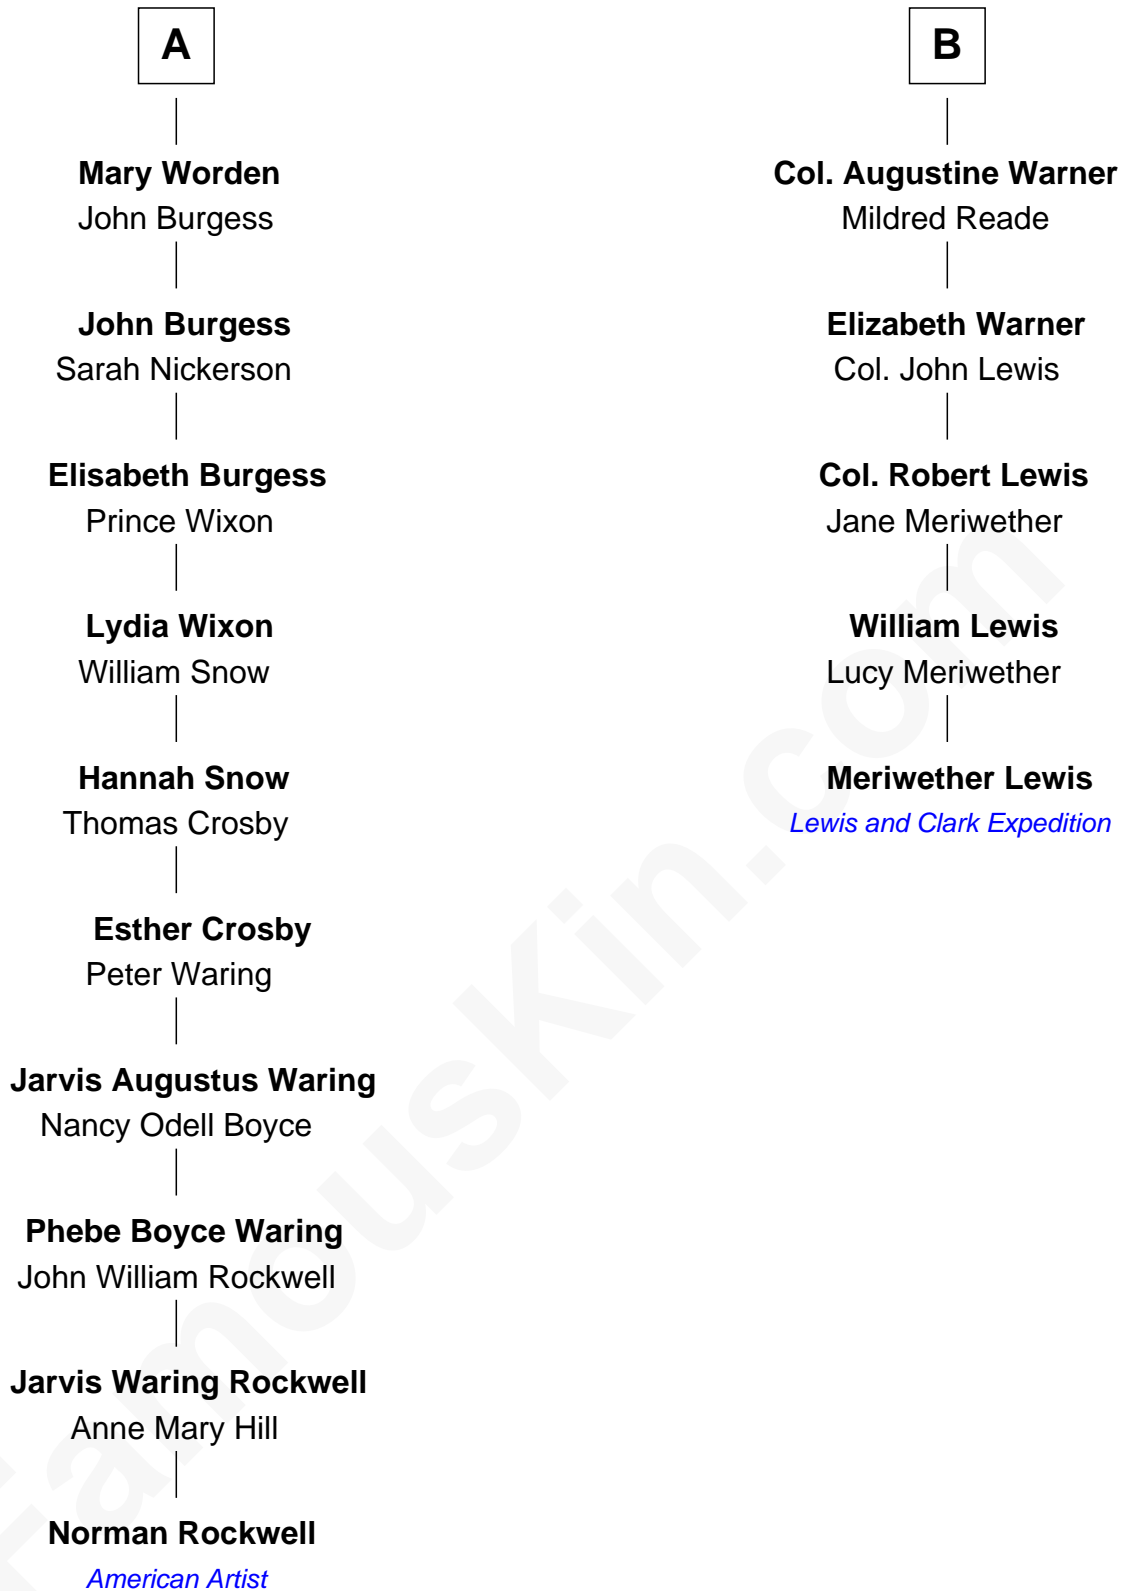 A
Mary Worden
John Burgess
John Burgess
Sarah Nickerson
Elisabeth Burgess
Prince Wixon
Lydia Wixon
William Snow
Hannah Snow
Thomas Crosby
Esther Crosby
Peter Waring
Jarvis Augustus Waring
Nancy Odell Boyce
Phebe Boyce Waring
John William Rockwell
Jarvis Waring Rockwell
Anne Mary Hill
Norman Rockwell
American Artist
B
Col. Augustine Warner
Mildred Reade
Elizabeth Warner
Col. John Lewis
Col. Robert Lewis
Jane Meriwether
William Lewis
Lucy Meriwether
Meriwether Lewis
Lewis and Clark Expedition
FamousKin.com